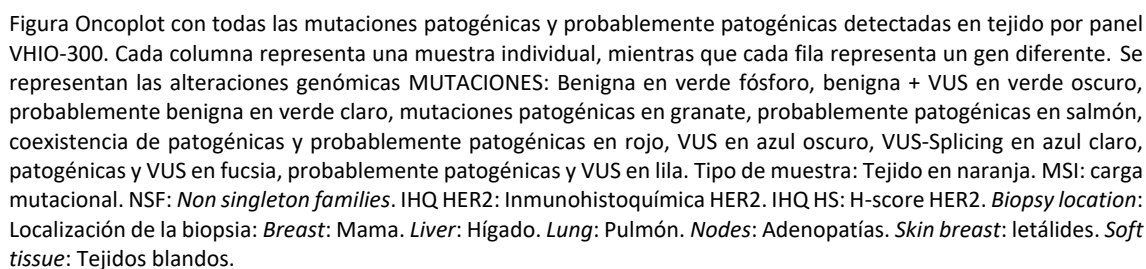 Figura Oncoplot con todas las mutaciones patogénicas y probablemente patogénicas detectadas en tejido por panel
VHIO-300. Cada columna representa una muestra individual, mientras que cada fila representa un gen diferente. Se
representan las alteraciones genómicas MUTACIONES: Benigna en verde fósforo, benigna + VUS en verde oscuro,
probablemente benigna en verde claro, mutaciones patogénicas en granate, probablemente patogénicas en salmón,
coexistencia de patogénicas y probablemente patogénicas en rojo, VUS en azul oscuro, VUS-Splicing en azul claro,
patogénicas y VUS en fucsia, probablemente patogénicas y VUS en lila. Tipo de muestra: Tejido en naranja. MSI: carga
mutacional. NSF: Non singleton families. IHQ HER2: Inmunohistoquímica HER2. IHQ HS: H-score HER2. Biopsy location:
Localización de la biopsia: Breast: Mama. Liver: Hígado. Lung: Pulmón. Nodes: Adenopatías. Skin breast: letálides. Soft
tissue: Tejidos blandos.